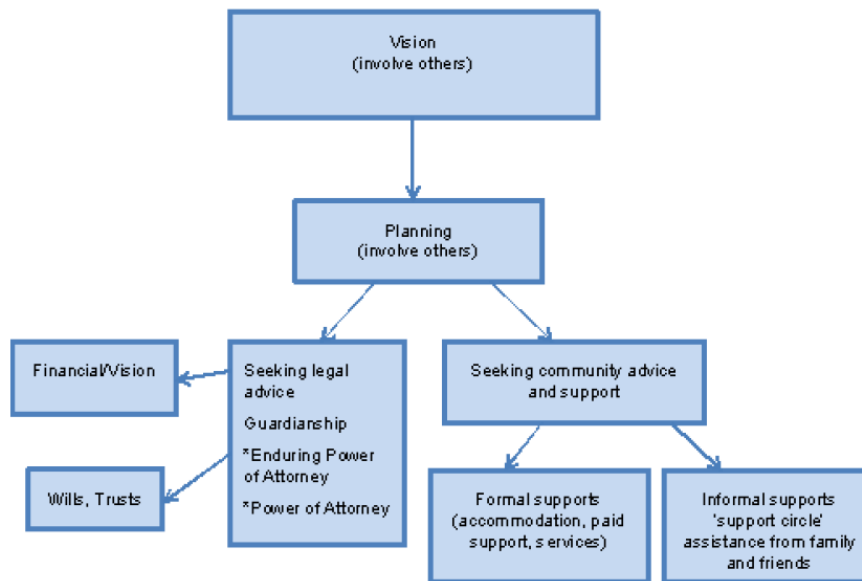 Vision
(involve others)
Planning
(involve others)
Financial/Vision
Seeking legal
advice
Guardianship
*Enduring Power
of Attorney
*Power of Attorney
Seeking community advice
and support
Wills, Trusts
Formal supports
(accommodation, paid
support, services)
Informal supports
'support circle'
assistance from family
and friends